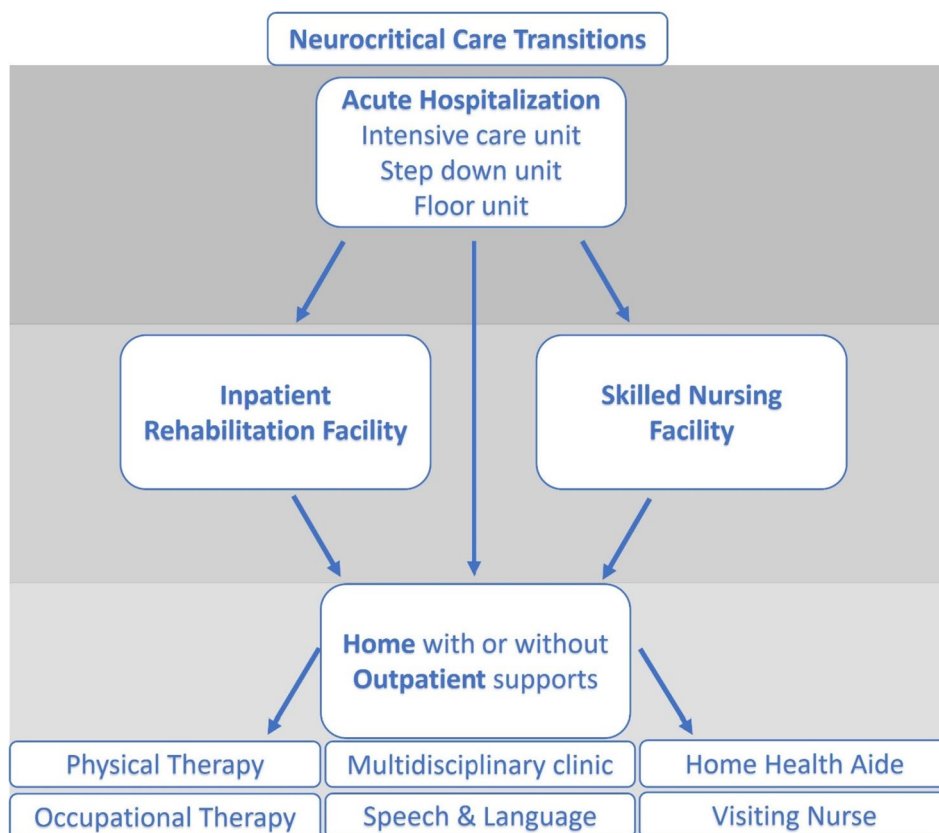 Neurocritical Care Transitions
Acute Hospitalization
Intensive care unit
Step down unit
Floor unit
Inpatient
Rehabilitation Facility
Skilled Nursing
Facility
Home with or without
Outpatient supports
Physical Therapy
Multidisciplinary clinic
Home Health Aide
Occupational Therapy
Speech & Language
Visiting Nurse